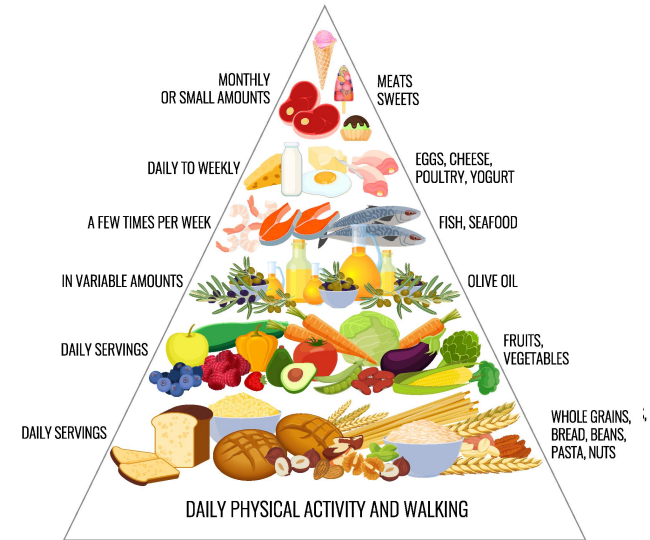 MONTHLY
OR SMALL AMOUNTS
MEATS
SWEETS
DAILY TO WEEKLY
EGGS, CHEESE,
POULTRY, YOGURT
A FEW TIMES PER WEEK
FISH, SEAFOOD
IN VARIABLE AMOUNTS
OLIVE OIL
DAILY SERVINGS
FRUITS,
VEGETABLES
DAILY SERVINGS
WHOLE GRAINS,
BREAD, BEANS,
PASTA, NUTS
DAILY PHYSICAL ACTIVITY AND WALKING